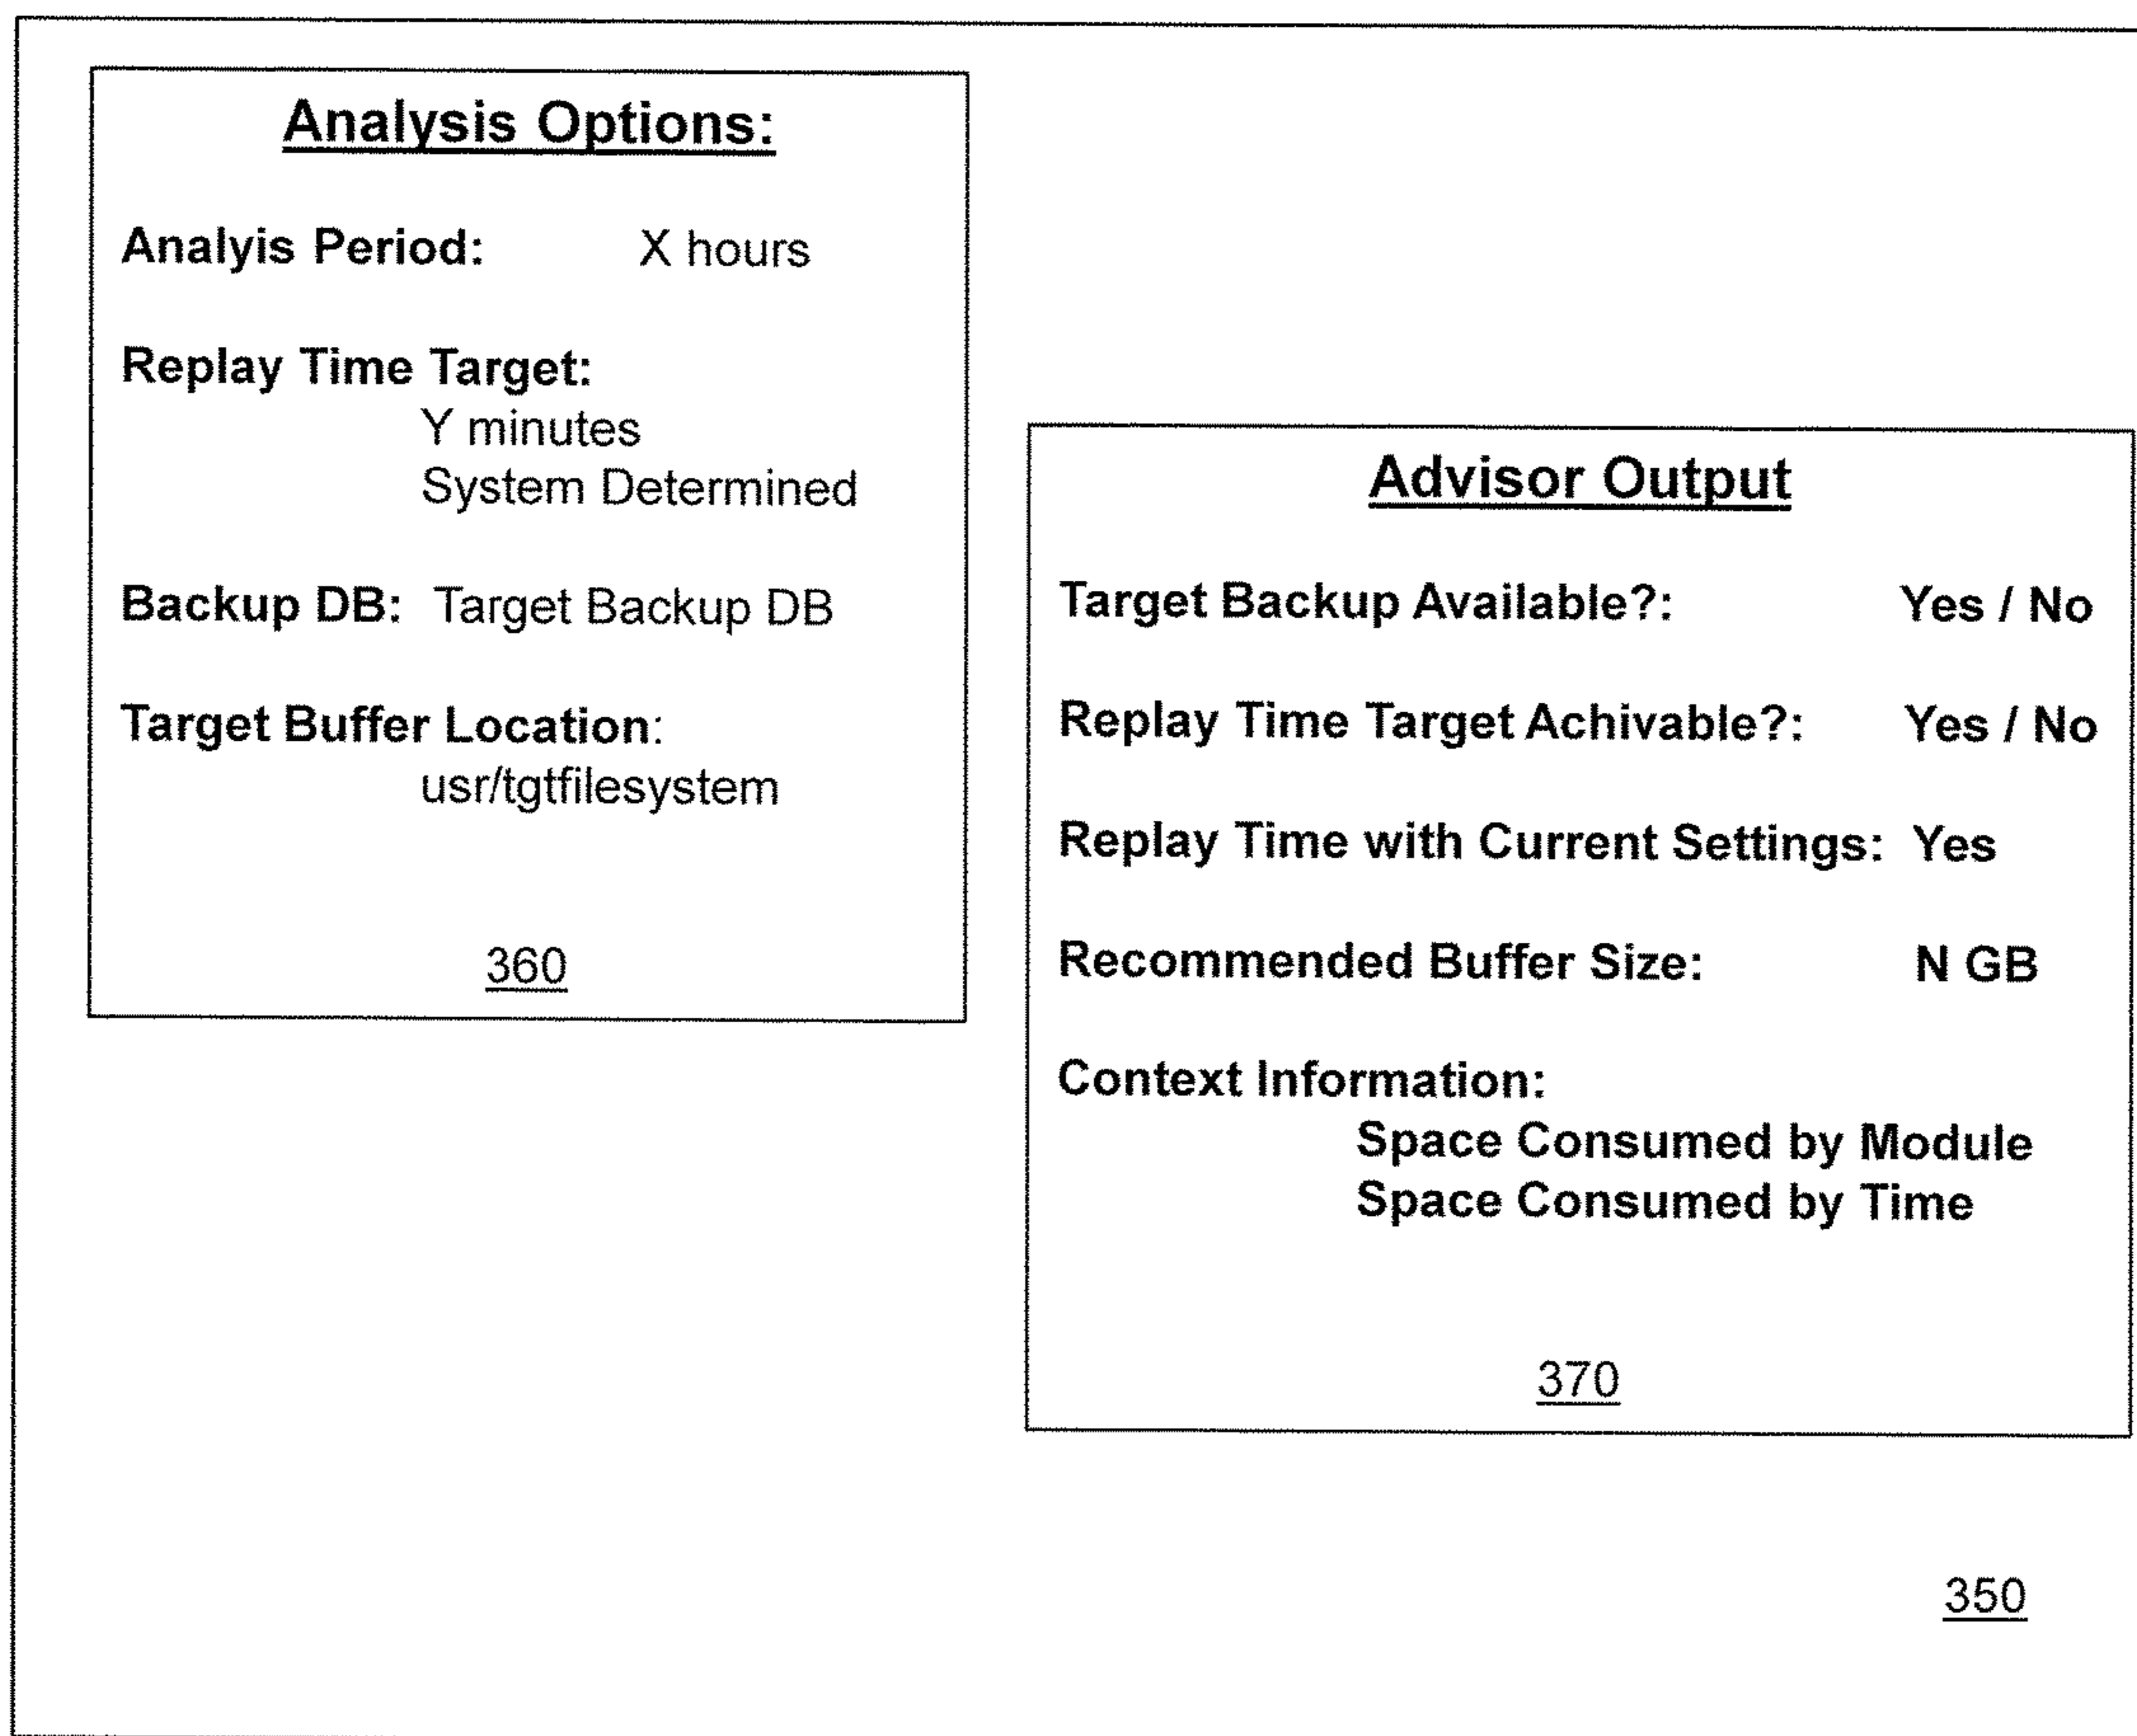 Analysis Options:
Analyis Period: X hours
Replay Time Target:
Y minutes
System Determined
Backup DB: Target Backup DB
Target Buffer Location:
usr/tgtfilesystem
360
Advisor Output
Target Backup Available?: Yes / No
Replay Time Target Achivable?: Yes / No
Replay Time with Current Settings: Yes
Recommended Buffer Size: N GB
Context Information:
Space Consumed by Module
Space Consumed by Time
370
350